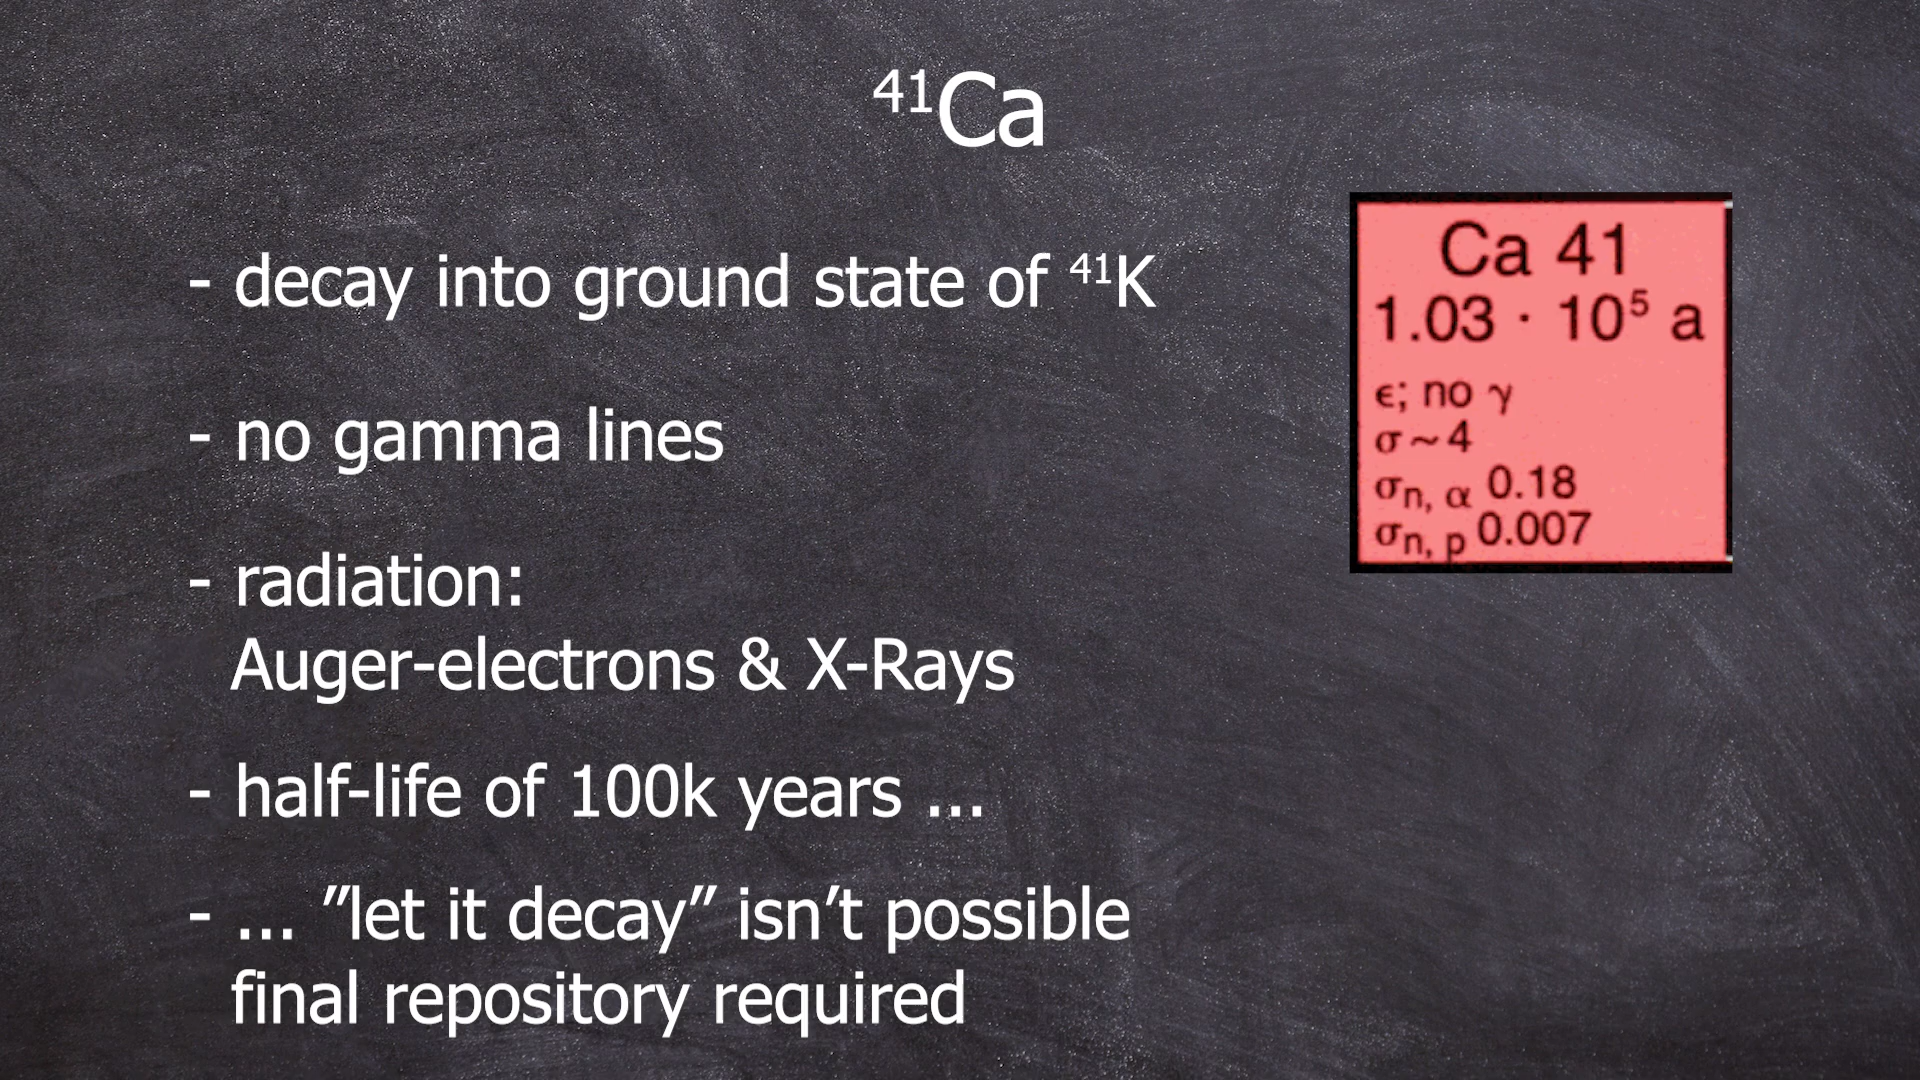 ⁴¹Ca
- decay into ground state of ⁴¹K
- no gamma lines
- radiation:
Auger-electrons & X-Rays
- half-life of 100k years ...
- ... ”let it decay” isn’t possible
final repository required
Ca 41
1.03 · 10⁵ a
ϵ; no γ
σ ~ 4
σn, α 0.18
σn, p 0.007